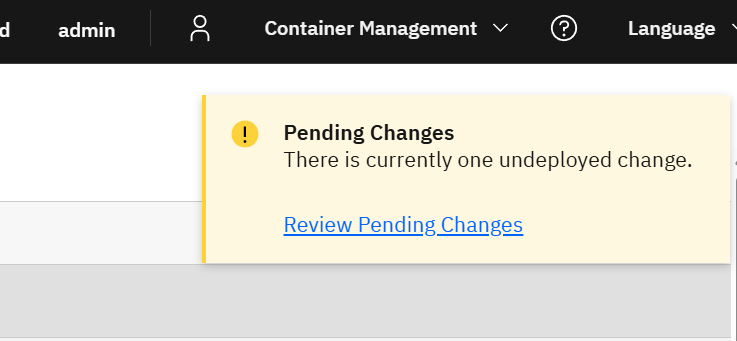 d admin Container Management Language
Pending Changes
There is currently one undeployed change.
Review Pending Changes